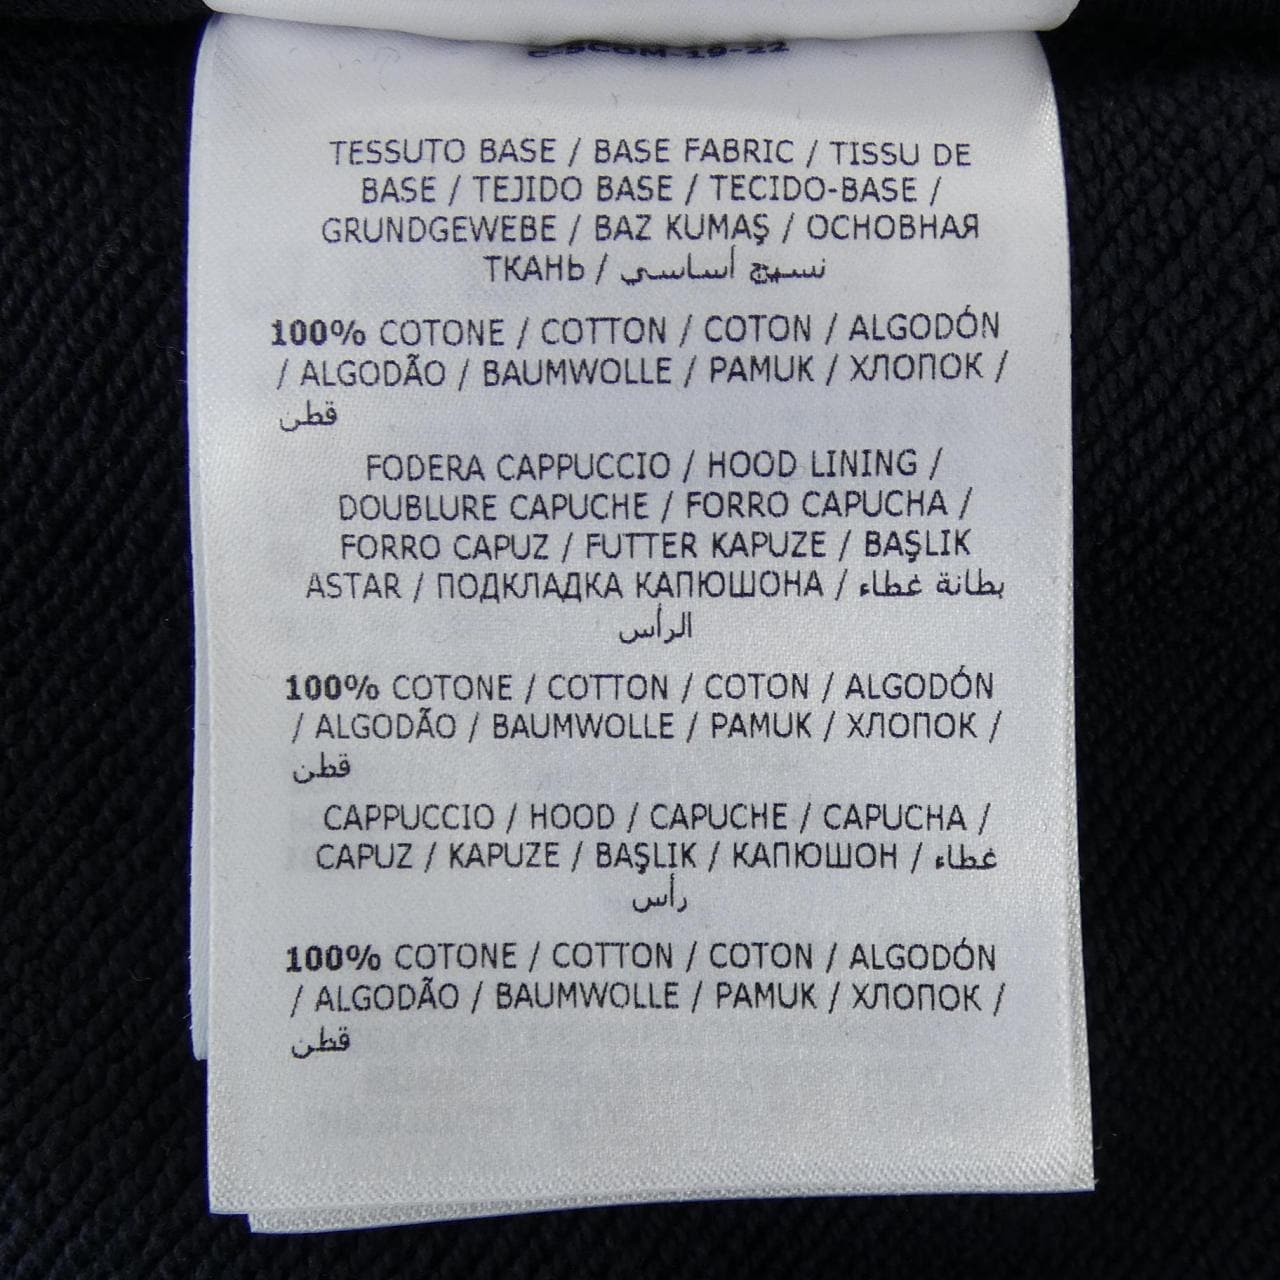 C-SCOM-19-22
TESSUTO BASE / BASE FABRIC / TISSU DE
BASE / TEJIDO BASE / TECIDO-BASE /
GRUNDGEWEBE / BAZ KUMAŞ / ОСНОВНАЯ
ТКАНЬ / نسيج أساسي
100% COTONE / COTTON / COTON / ALGODÓN
/ ALGODÃO / BAUMWOLLE / PAMUK / ХЛОПОК /
قطن
FODERA CAPPUCCIO / HOOD LINING /
DOUBLURE CAPUCHE / FORRO CAPUCHA /
FORRO CAPUZ / FUTTER KAPUZE / BAŞLIK
ASTAR / ПОДКЛАДКА КАПЮШОНА / بطانة غطاء
الرأس
100% COTONE / COTTON / COTON / ALGODÓN
/ ALGODÃO / BAUMWOLLE / PAMUK / ХЛОПОК /
قطن
CAPPUCCIO / HOOD / CAPUCHE / CAPUCHA /
CAPUZ / KAPUZE / BAŞLIK / КАПЮШОН / غطاء
رأس
100% COTONE / COTTON / COTON / ALGODÓN
/ ALGODÃO / BAUMWOLLE / PAMUK / ХЛОПОК /
قطن